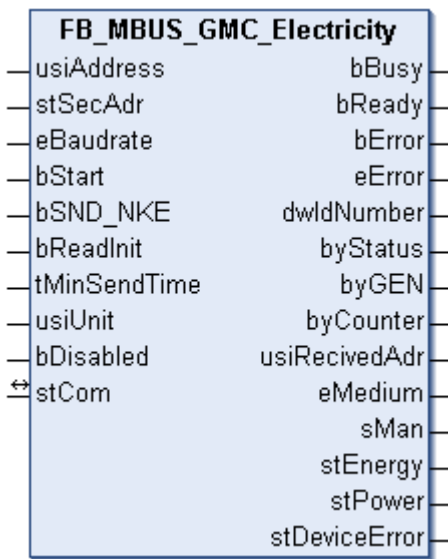 FB_MBUS_GMC_Electricity
usiAddress bBusy
stSecAdr bReady
eBaudrate bError
bStart eError
bSND_NKE dwIdNumber
bReadInit byStatus
tMinSendTime byGEN
usiUnit byCounter
bDisabled usiRecivedAdr
stCom eMedium
sMan
stEnergy
stPower
stDeviceError